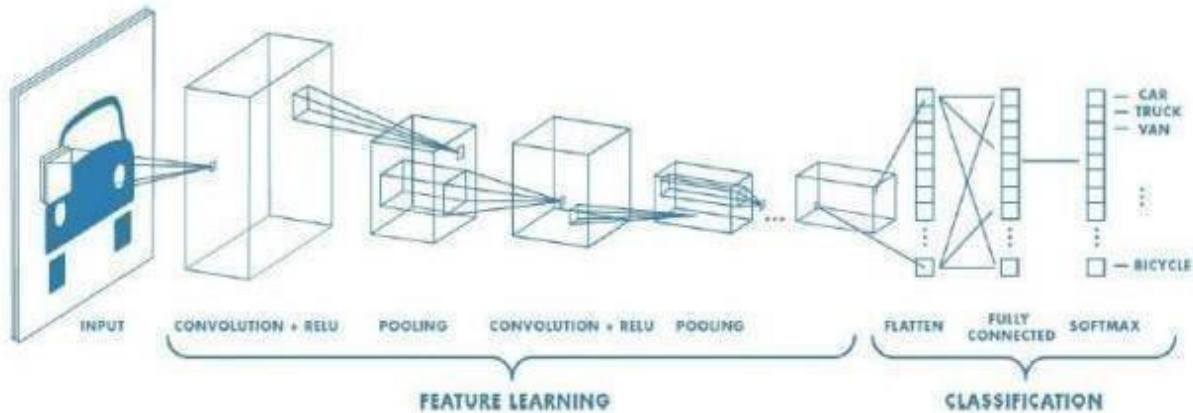 CAR
TRUCK
VAN
BICYCLE
INPUT
CONVOLUTION + RELU
POOLING
CONVOLUTION + RELU
POOLING
FLATTEN
FULLY
CONNECTED
SOFTMAX
FEATURE LEARNING
CLASSIFICATION